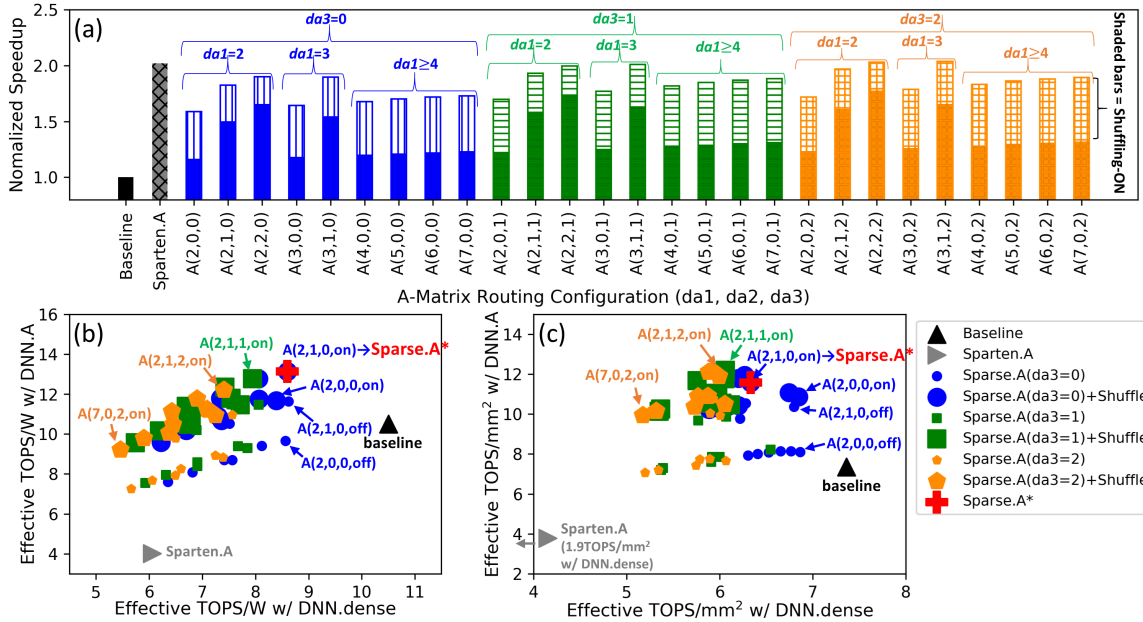 (a)
Normalized Speedup
2.0
1.5
1.0
da3=0
da1=2
da1=3
da1≥4
da3=1
da1=2
da1=3
da1≥4
da3=2
da1=2
da1=3
da1≥4
Shaded bars = Shuffling-ON
Baseline
Sparten.A
A(2,0,0)
A(2,1,0)
A(2,2,0)
A(3,0,0)
A(3,1,0)
A(4,0,0)
A(5,0,0)
A(6,0,0)
A(7,0,0)
A(2,0,1)
A(2,1,1)
A(2,2,1)
A(3,0,1)
A(3,1,1)
A(4,0,1)
A(5,0,1)
A(6,0,1)
A(7,0,1)
A(2,0,2)
A(2,1,2)
A(2,2,2)
A(3,0,2)
A(3,1,2)
A(4,0,2)
A(5,0,2)
A(6,0,2)
A(7,0,2)
A-Matrix Routing Configuration (da1, da2, da3)
(b)
Effective TOPS/W w/ DNN.A
16
14
12
10
8
6
4
A(2,1,1,on)
A(2,1,0,on)→Sparse.A*
A(2,1,2,on)
A(2,0,0,on)
A(7,0,2,on)
A(2,1,0,off)
baseline
A(2,0,0,off)
Sparten.A
5 6 7 8 9 10 11
Effective TOPS/W w/ DNN.dense
(c)
Effective TOPS/mm² w/ DNN.A
14
12
10
8
6
4
2
A(2,1,2,on)
A(2,1,1,on)
A(2,1,0,on)→Sparse.A*
A(7,0,2,on)
A(2,0,0,on)
A(2,1,0,off)
A(2,0,0,off)
baseline
Sparten.A
(1.9TOPS/mm²
w/ DNN.dense)
4 5 6 7 8
Effective TOPS/mm² w/ DNN.dense
Baseline
Sparten.A
Sparse.A(da3=0)
Sparse.A(da3=0)+Shuffle
Sparse.A(da3=1)
Sparse.A(da3=1)+Shuffle
Sparse.A(da3=2)
Sparse.A(da3=2)+Shuffle
Sparse.A*